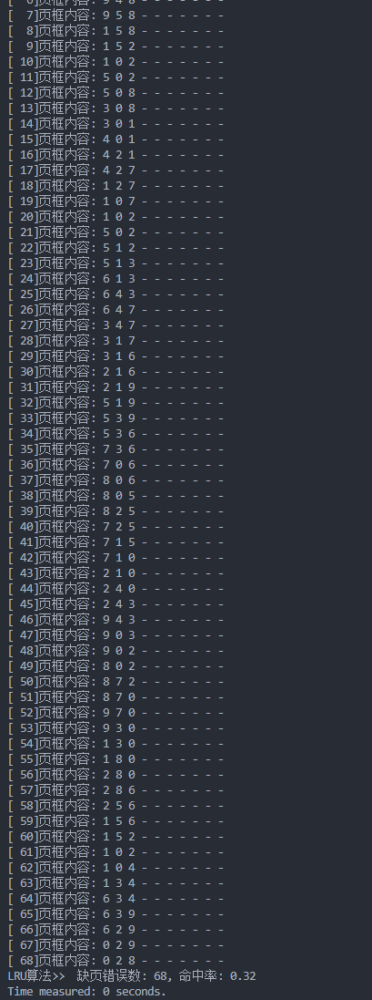 [  7]页框内容: 9 5 8 - - - - - - -
[  8]页框内容: 1 5 8 - - - - - - -
[  9]页框内容: 1 5 2 - - - - - - -
[ 10]页框内容: 1 0 2 - - - - - - -
[ 11]页框内容: 5 0 2 - - - - - - -
[ 12]页框内容: 5 0 8 - - - - - - -
[ 13]页框内容: 3 0 8 - - - - - - -
[ 14]页框内容: 3 0 1 - - - - - - -
[ 15]页框内容: 4 0 1 - - - - - - -
[ 16]页框内容: 4 2 1 - - - - - - -
[ 17]页框内容: 4 2 7 - - - - - - -
[ 18]页框内容: 1 2 7 - - - - - - -
[ 19]页框内容: 1 0 7 - - - - - - -
[ 20]页框内容: 1 0 2 - - - - - - -
[ 21]页框内容: 5 0 2 - - - - - - -
[ 22]页框内容: 5 1 2 - - - - - - -
[ 23]页框内容: 5 1 3 - - - - - - -
[ 24]页框内容: 6 1 3 - - - - - - -
[ 25]页框内容: 6 4 3 - - - - - - -
[ 26]页框内容: 6 4 7 - - - - - - -
[ 27]页框内容: 3 4 7 - - - - - - -
[ 28]页框内容: 3 1 7 - - - - - - -
[ 29]页框内容: 3 1 6 - - - - - - -
[ 30]页框内容: 2 1 6 - - - - - - -
[ 31]页框内容: 2 1 9 - - - - - - -
[ 32]页框内容: 5 1 9 - - - - - - -
[ 33]页框内容: 5 3 9 - - - - - - -
[ 34]页框内容: 5 3 6 - - - - - - -
[ 35]页框内容: 7 3 6 - - - - - - -
[ 36]页框内容: 7 0 6 - - - - - - -
[ 37]页框内容: 8 0 6 - - - - - - -
[ 38]页框内容: 8 0 5 - - - - - - -
[ 39]页框内容: 8 2 5 - - - - - - -
[ 40]页框内容: 7 2 5 - - - - - - -
[ 41]页框内容: 7 1 5 - - - - - - -
[ 42]页框内容: 7 1 0 - - - - - - -
[ 43]页框内容: 2 1 0 - - - - - - -
[ 44]页框内容: 2 4 0 - - - - - - -
[ 45]页框内容: 2 4 3 - - - - - - -
[ 46]页框内容: 9 4 3 - - - - - - -
[ 47]页框内容: 9 0 3 - - - - - - -
[ 48]页框内容: 9 0 2 - - - - - - -
[ 49]页框内容: 8 0 2 - - - - - - -
[ 50]页框内容: 8 7 2 - - - - - - -
[ 51]页框内容: 8 7 0 - - - - - - -
[ 52]页框内容: 9 7 0 - - - - - - -
[ 53]页框内容: 9 3 0 - - - - - - -
[ 54]页框内容: 1 3 0 - - - - - - -
[ 55]页框内容: 1 8 0 - - - - - - -
[ 56]页框内容: 2 8 0 - - - - - - -
[ 57]页框内容: 2 8 6 - - - - - - -
[ 58]页框内容: 2 5 6 - - - - - - -
[ 59]页框内容: 1 5 6 - - - - - - -
[ 60]页框内容: 1 5 2 - - - - - - -
[ 61]页框内容: 1 0 2 - - - - - - -
[ 62]页框内容: 1 0 4 - - - - - - -
[ 63]页框内容: 1 3 4 - - - - - - -
[ 64]页框内容: 6 3 4 - - - - - - -
[ 65]页框内容: 6 3 9 - - - - - - -
[ 66]页框内容: 6 2 9 - - - - - - -
[ 67]页框内容: 0 2 9 - - - - - - -
[ 68]页框内容: 0 2 8 - - - - - - -
LRU算法>>  缺页错误数: 68, 命中率: 0.32
Time measured: 0 seconds.